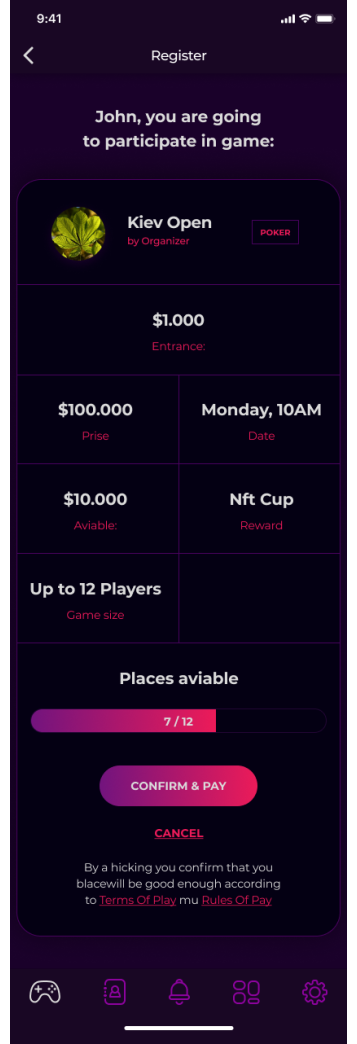 9:41
Register
John, you are going
to participate in game:
Kiev Open
by Organizer
POKER
$1.000
Entrance:
$100.000
Prise
Monday, 10AM
Date
$10.000
Aviable:
Nft Cup
Reward
Up to 12 Players
Game size
Places aviable
7 / 12
CONFIRM & PAY
CANCEL
By a hicking you confirm that you
blacewill be good enough according
to Terms Of Play mu Rules Of Pay